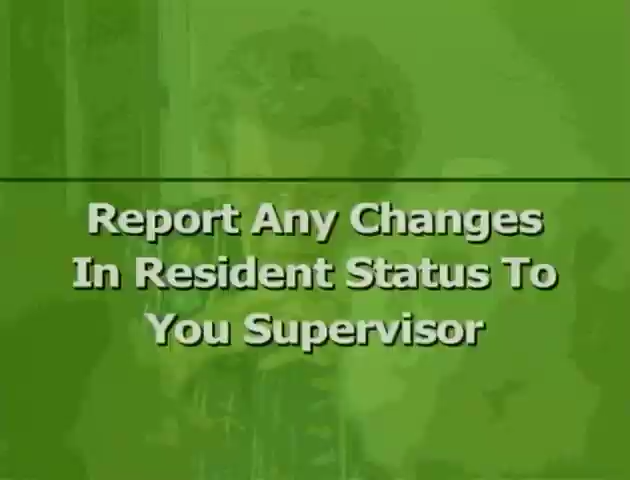 Report Any Changes
In Resident Status To
You Supervisor